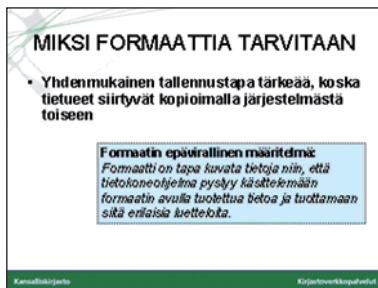 MIKSI FORMAATTIA TARVITAAN
• Yhdenmukainen tallennustapa tärkeää, koska
tietueet siirtyvät kopioimalla järjestelmästä
toiseen
Formaatin epävirallinen määritelmä:
Formaatti on tapa kuvata tietoja niin, että
tietokoneohjelma pystyy käsittelemään
formaatin avulla tuotettua tietoa ja tuottamaan
siitä erilaisia luetteloita.
Kansalliskirjasto
Kirjastoverkkopalvelut